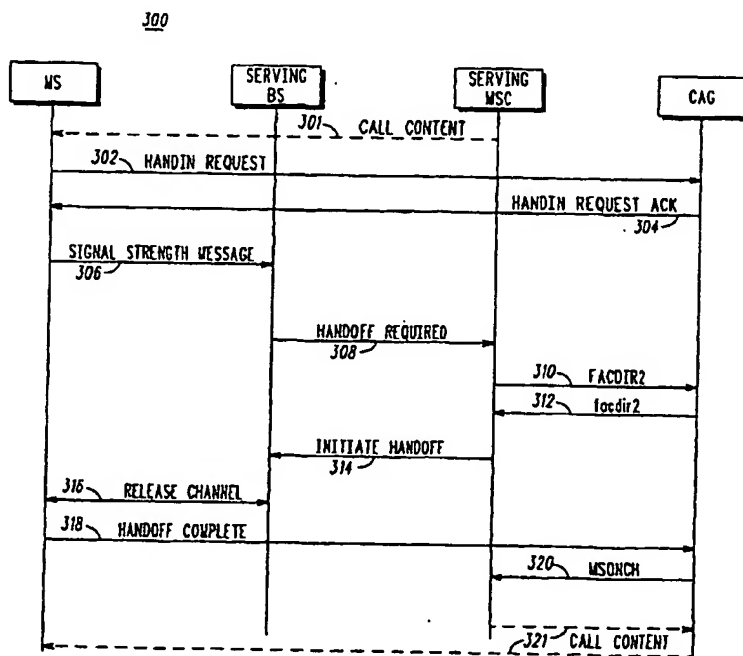 300
MS
SERVING
BS
SERVING
MSC
CAG
301 CALL CONTENT
302 HANDIN REQUEST
HANDIN REQUEST ACK
304
SIGNAL STRENGTH MESSAGE
306
HANDOFF REQUIRED
308
310 FACDIR2
312 facdir2
INITIATE HANDOFF
314
316 RELEASE CHANNEL
318 HANDOFF COMPLETE
320 MSONCH
321 CALL CONTENT